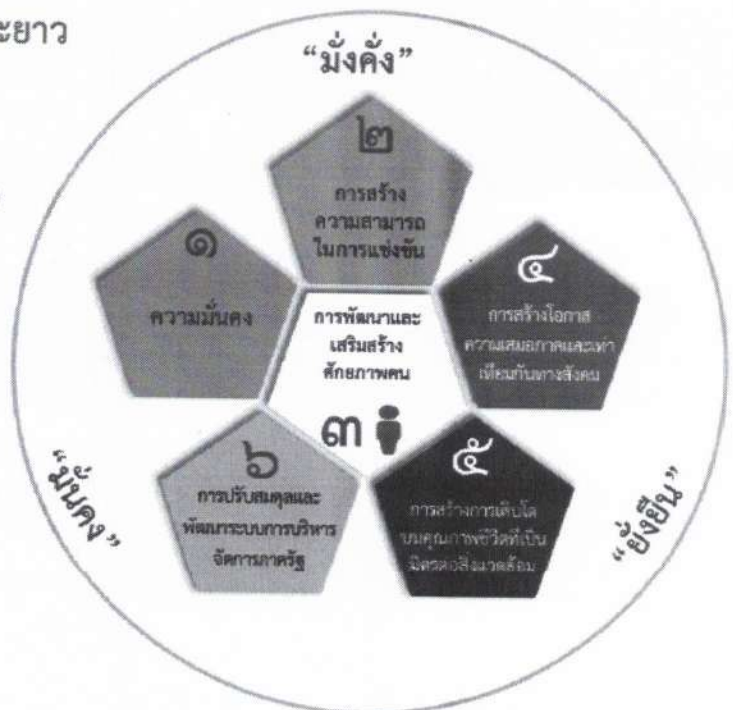 ะยาว
“มั่งคั่ง”
๒
การสร้าง
ความสามารถ
ในการแข่งขัน
๑
ความมั่นคง
การพัฒนาและ
เสริมสร้าง
ศักยภาพคน
๓
๔
การสร้างโอกาส
ความเสมอภาคและเท่า
เทียมกันทางสังคม
๖
การปรับสมดุลและ
พัฒนาระบบการบริหาร
จัดการภาครัฐ
๕
การสร้างการเติบโต
บนคุณภาพชีวิตที่เป็น
มิตรต่อสิ่งแวดล้อม
“มั่นคง”
“ยั่งยืน”